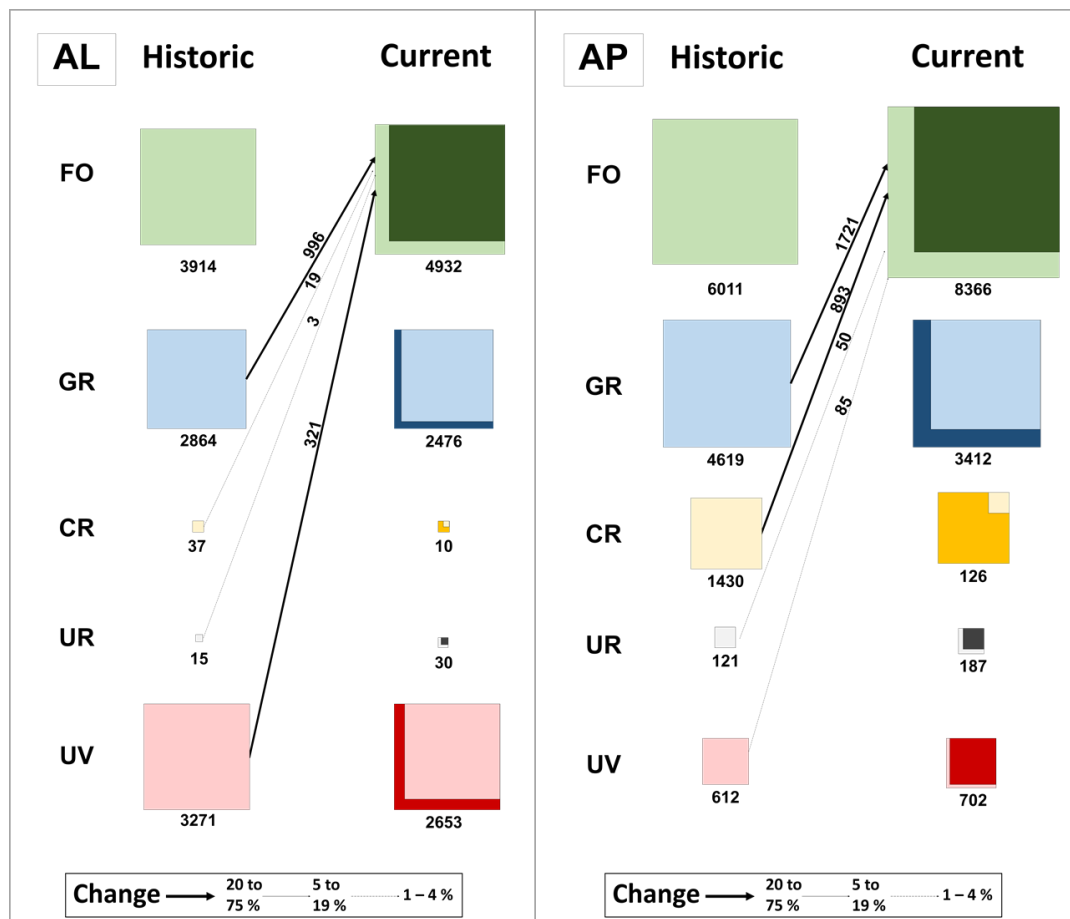 AL Historic Current
FO
3914 4932
996
19
3
GR
2864 2476
321
CR
37 10
UR
15 30
UV
3271 2653
Change 20 to 75 % 5 to 19 % 1 – 4 %
AP Historic Current
FO
6011 8366
1721
893
50
85
GR
4619 3412
CR
1430 126
UR
121 187
UV
612 702
Change 20 to 75 % 5 to 19 % 1 – 4 %